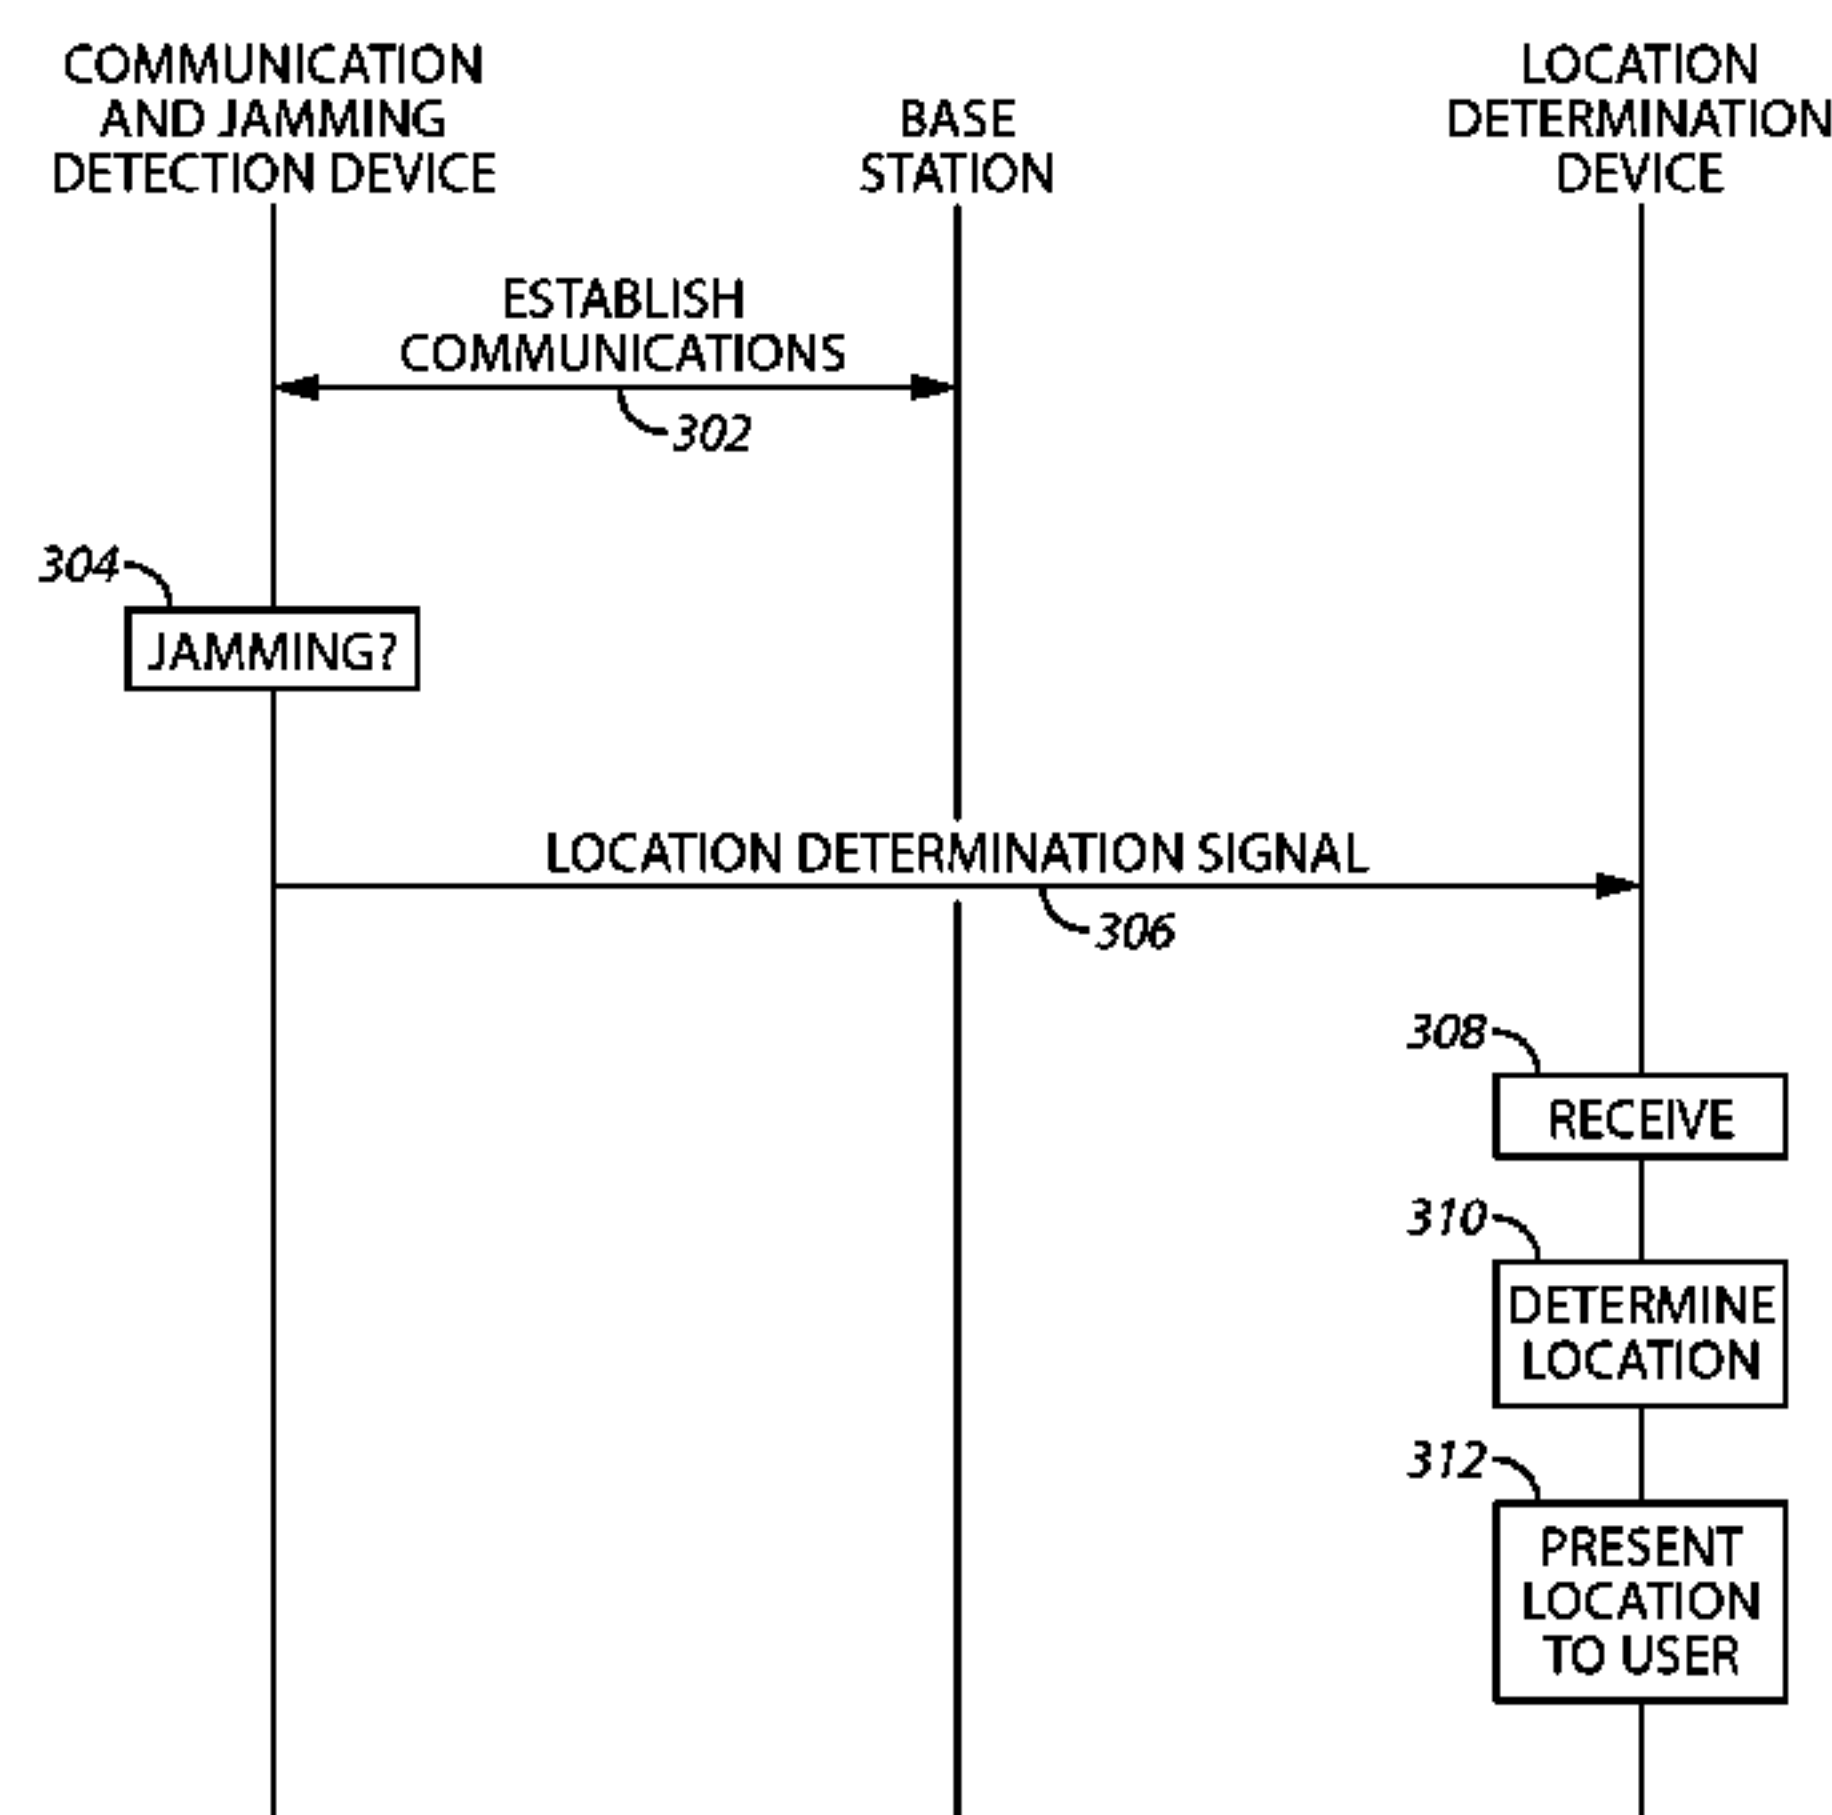 COMMUNICATION
AND JAMMING
DETECTION DEVICE
BASE
STATION
LOCATION
DETERMINATION
DEVICE
ESTABLISH
COMMUNICATIONS
302
304
JAMMING?
LOCATION DETERMINATION SIGNAL
306
308
RECEIVE
310
DETERMINE
LOCATION
312
PRESENT
LOCATION
TO USER